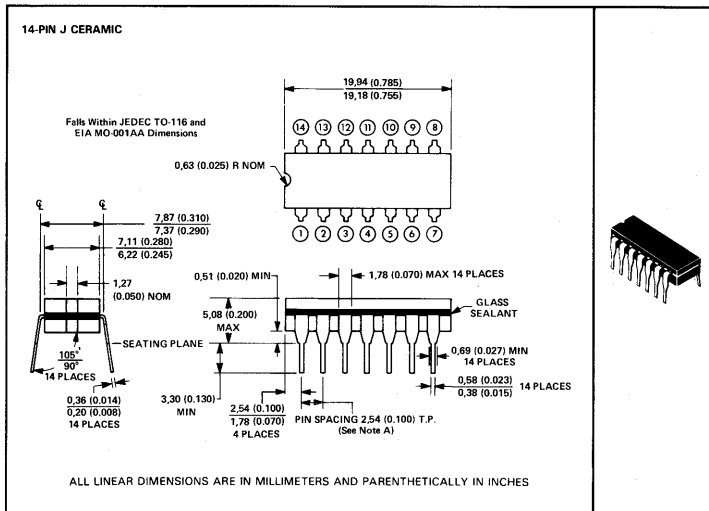 14-PIN J CERAMIC
19,94 (0.785)
19,18 (0.755)
Falls Within JEDEC TO-116 and
EIA MO-001AA Dimensions
14 13 12 11 10 9 8
0,63 (0.025) R NOM
1 2 3 4 5 6 7
℄ ℄
7,87 (0.310)
7,37 (0.290)
7,11 (0.280)
6,22 (0.245)
1,27
(0.050) NOM
0,51 (0.020) MIN
1,78 (0.070) MAX 14 PLACES
5,08 (0.200)
MAX
GLASS
SEALANT
SEATING PLANE
105°
90°
14 PLACES
0,69 (0.027) MIN
14 PLACES
0,36 (0.014)
0,20 (0.008)
14 PLACES
3,30 (0.130)
MIN
0,58 (0.023)
0,38 (0.015)
14 PLACES
2,54 (0.100)
1,78 (0.070)
4 PLACES
PIN SPACING 2,54 (0.100) T.P.
(See Note A)
ALL LINEAR DIMENSIONS ARE IN MILLIMETERS AND PARENTHETICALLY IN INCHES